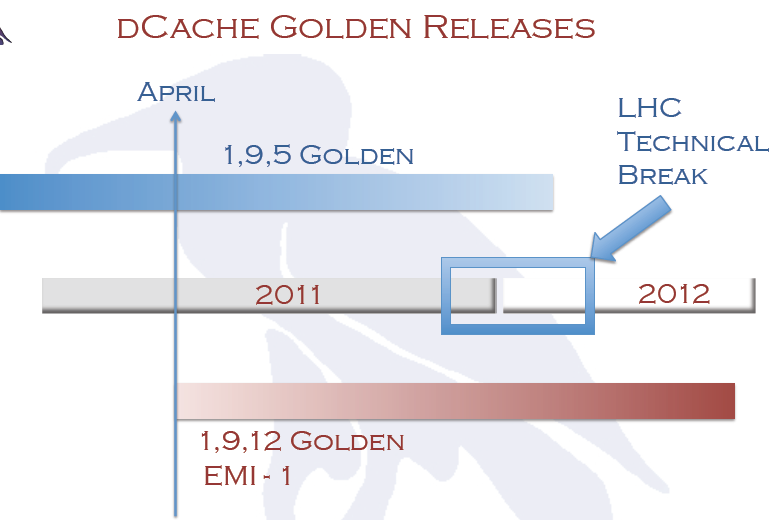 dCache Golden Releases
April
LHC
Technical
Break
1,9,5 Golden
2011
2012
1,9,12 Golden
EMI - 1